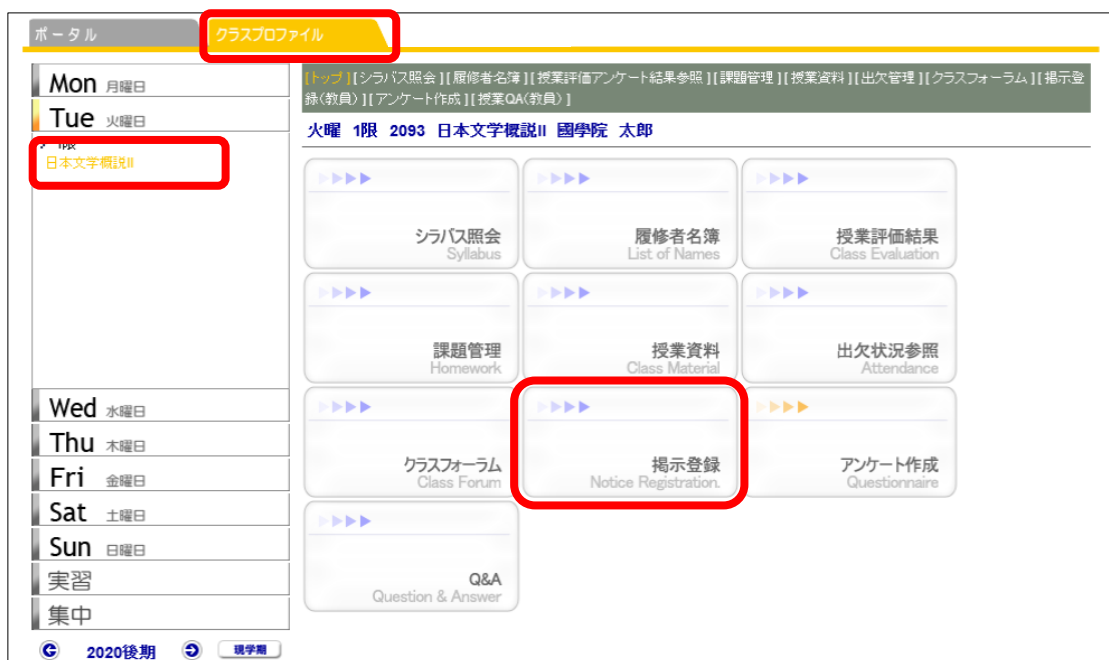 ポータル
クラスプロファイル
Mon 月曜日
Tue 火曜日
日本文学概説II
Wed 水曜日
Thu 木曜日
Fri 金曜日
Sat 土曜日
Sun 日曜日
実習
集中
2020後期 現学期
[トップ][シラバス照会][履修者名簿][授業評価アンケート結果参照][課題管理][授業資料][出欠管理][クラスフォーラム][掲示登
録(教員)][アンケート作成][授業QA(教員)]
火曜 1限 2093 日本文学概説II 國學院 太郎
シラバス照会
Syllabus
履修者名簿
List of Names
授業評価結果
Class Evaluation
課題管理
Homework
授業資料
Class Material
出欠状況参照
Attendance
クラスフォーラム
Class Forum
掲示登録
Notice Registration.
アンケート作成
Questionnaire
Q&A
Question & Answer